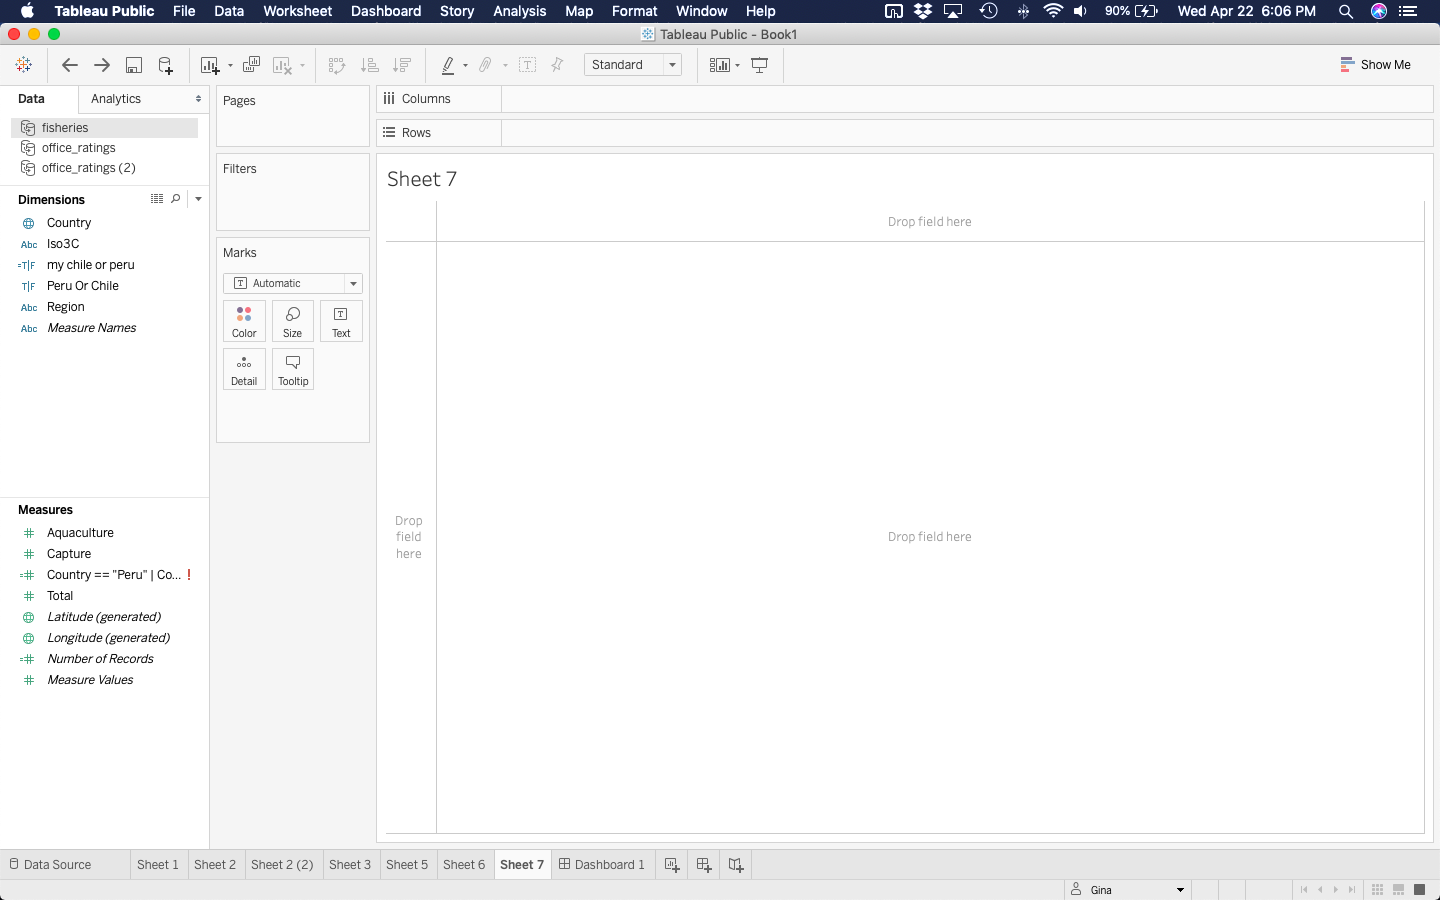 Tableau Public File Data Worksheet Dashboard Story Analysis Map Format Window Help 90% Wed Apr 22 6:06 PM
Tableau Public - Book1
Standard Show Me
Data Analytics
fisheries
office_ratings
office_ratings (2)
Dimensions
Country
Abc Iso3C
=T|F my chile or peru
T|F Peru Or Chile
Abc Region
Abc Measure Names
Measures
Aquaculture
Capture
Country == "Peru" | Co... !
Total
Latitude (generated)
Longitude (generated)
Number of Records
Measure Values
Pages
Filters
Marks
T Automatic
Color Size Text
Detail Tooltip
Columns
Rows
Sheet 7
Drop field here
Drop
field
here
Drop field here
Data Source Sheet 1 Sheet 2 Sheet 2 (2) Sheet 3 Sheet 5 Sheet 6 Sheet 7 Dashboard 1
Gina